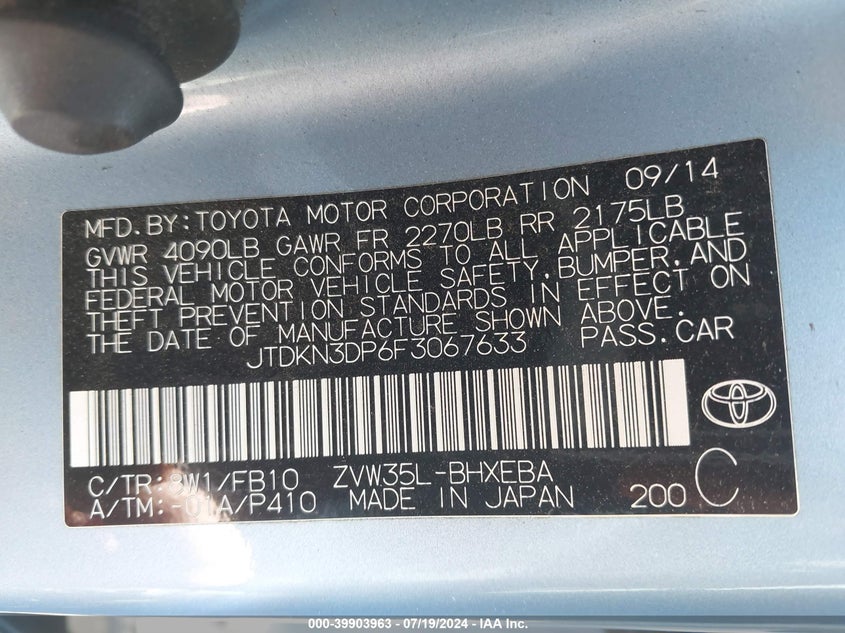 MFD.BY:TOYOTA MOTOR CORPORATION 09/14
GVWR 4090LB GAWR FR 2270LB RR 2175LB
THIS VEHICLE CONFORMS TO ALL APPLICABLE
FEDERAL MOTOR VEHICLE SAFETY,BUMPER,AND
THEFT PREVENTION STANDARDS IN EFFECT ON
THE DATE OF MANUFACTURE SHOWN ABOVE.
JTDKN3DP6F3067633 PASS.CAR
C/TR:8W1/FB10 ZVW35L-BHXEBA
A/TM:-01A/P410 MADE IN JAPAN 200 C
000-39903963 - 07/19/2024 - IAA Inc.